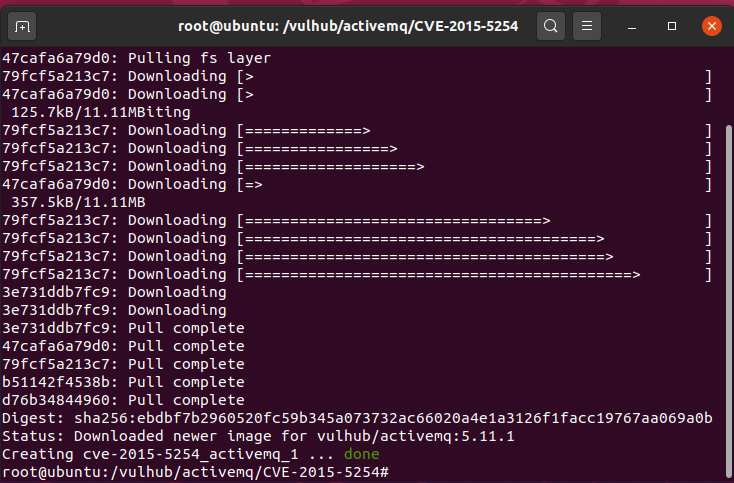 root@ubuntu: /vulhub/activemq/CVE-2015-5254
47cafa6a79d0: Pulling fs layer
79fcf5a213c7: Downloading [> ]
47cafa6a79d0: Downloading [> ]
125.7kB/11.11MBiting
79fcf5a213c7: Downloading [=============> ]
79fcf5a213c7: Downloading [================> ]
79fcf5a213c7: Downloading [===================> ]
47cafa6a79d0: Downloading [=> ]
357.5kB/11.11MB
79fcf5a213c7: Downloading [=================================> ]
79fcf5a213c7: Downloading [=======================================> ]
79fcf5a213c7: Downloading [========================================> ]
79fcf5a213c7: Downloading [===========================================> ]
3e731ddb7fc9: Downloading
3e731ddb7fc9: Downloading
3e731ddb7fc9: Pull complete
47cafa6a79d0: Pull complete
79fcf5a213c7: Pull complete
b51142f4538b: Pull complete
d76b34844960: Pull complete
Digest: sha256:ebdbf7b2960520fc59b345a073732ac66020a4e1a3126f1facc19767aa069a0b
Status: Downloaded newer image for vulhub/activemq:5.11.1
Creating cve-2015-5254_activemq_1 ... done
root@ubuntu:/vulhub/activemq/CVE-2015-5254#